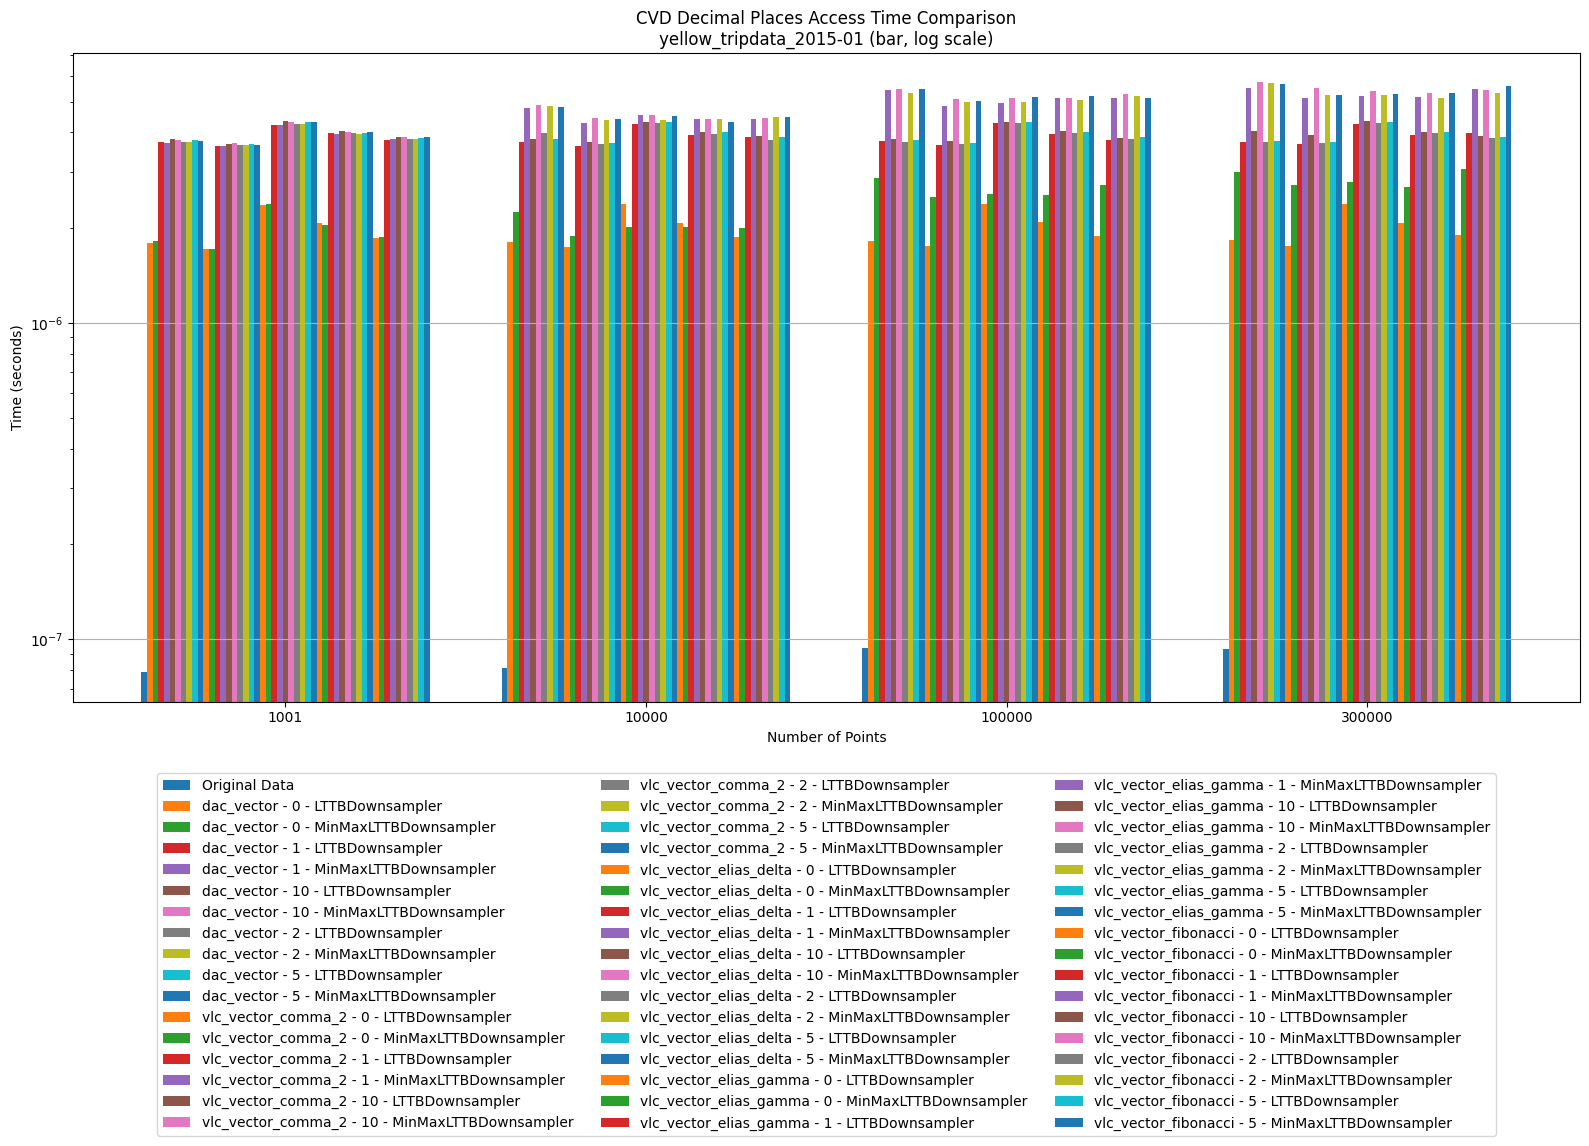 CVD Decimal Places Access Time Comparison
yellow_tripdata_2015-01 (bar, log scale)
Time (seconds)
10⁻⁶
10⁻⁷
1001
10000
100000
300000
Number of Points
Original Data
dac_vector - 0 - LTTBDownsampler
dac_vector - 0 - MinMaxLTTBDownsampler
dac_vector - 1 - LTTBDownsampler
dac_vector - 1 - MinMaxLTTBDownsampler
dac_vector - 10 - LTTBDownsampler
dac_vector - 10 - MinMaxLTTBDownsampler
dac_vector - 2 - LTTBDownsampler
dac_vector - 2 - MinMaxLTTBDownsampler
dac_vector - 5 - LTTBDownsampler
dac_vector - 5 - MinMaxLTTBDownsampler
vlc_vector_comma_2 - 0 - LTTBDownsampler
vlc_vector_comma_2 - 0 - MinMaxLTTBDownsampler
vlc_vector_comma_2 - 1 - LTTBDownsampler
vlc_vector_comma_2 - 1 - MinMaxLTTBDownsampler
vlc_vector_comma_2 - 10 - LTTBDownsampler
vlc_vector_comma_2 - 10 - MinMaxLTTBDownsampler
vlc_vector_comma_2 - 2 - LTTBDownsampler
vlc_vector_comma_2 - 2 - MinMaxLTTBDownsampler
vlc_vector_comma_2 - 5 - LTTBDownsampler
vlc_vector_comma_2 - 5 - MinMaxLTTBDownsampler
vlc_vector_elias_delta - 0 - LTTBDownsampler
vlc_vector_elias_delta - 0 - MinMaxLTTBDownsampler
vlc_vector_elias_delta - 1 - LTTBDownsampler
vlc_vector_elias_delta - 1 - MinMaxLTTBDownsampler
vlc_vector_elias_delta - 10 - LTTBDownsampler
vlc_vector_elias_delta - 10 - MinMaxLTTBDownsampler
vlc_vector_elias_delta - 2 - LTTBDownsampler
vlc_vector_elias_delta - 2 - MinMaxLTTBDownsampler
vlc_vector_elias_delta - 5 - LTTBDownsampler
vlc_vector_elias_delta - 5 - MinMaxLTTBDownsampler
vlc_vector_elias_gamma - 0 - LTTBDownsampler
vlc_vector_elias_gamma - 0 - MinMaxLTTBDownsampler
vlc_vector_elias_gamma - 1 - LTTBDownsampler
vlc_vector_elias_gamma - 1 - MinMaxLTTBDownsampler
vlc_vector_elias_gamma - 10 - LTTBDownsampler
vlc_vector_elias_gamma - 10 - MinMaxLTTBDownsampler
vlc_vector_elias_gamma - 2 - LTTBDownsampler
vlc_vector_elias_gamma - 2 - MinMaxLTTBDownsampler
vlc_vector_elias_gamma - 5 - LTTBDownsampler
vlc_vector_elias_gamma - 5 - MinMaxLTTBDownsampler
vlc_vector_fibonacci - 0 - LTTBDownsampler
vlc_vector_fibonacci - 0 - MinMaxLTTBDownsampler
vlc_vector_fibonacci - 1 - LTTBDownsampler
vlc_vector_fibonacci - 1 - MinMaxLTTBDownsampler
vlc_vector_fibonacci - 10 - LTTBDownsampler
vlc_vector_fibonacci - 10 - MinMaxLTTBDownsampler
vlc_vector_fibonacci - 2 - LTTBDownsampler
vlc_vector_fibonacci - 2 - MinMaxLTTBDownsampler
vlc_vector_fibonacci - 5 - LTTBDownsampler
vlc_vector_fibonacci - 5 - MinMaxLTTBDownsampler